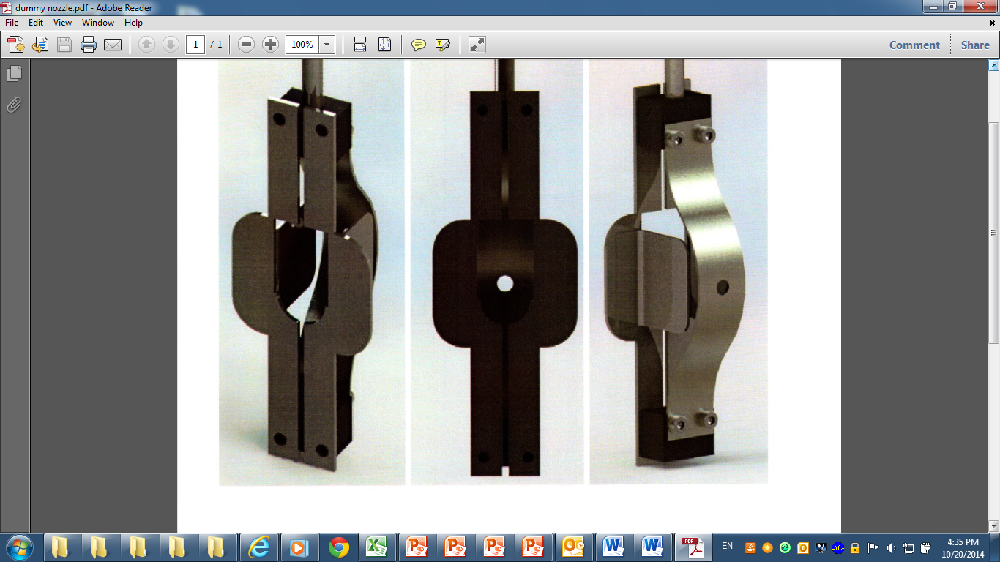 dummy nozzle.pdf - Adobe Reader
File Edit View Window Help
1 / 1 100% Comment Share
EN 4:35 PM
10/20/2014